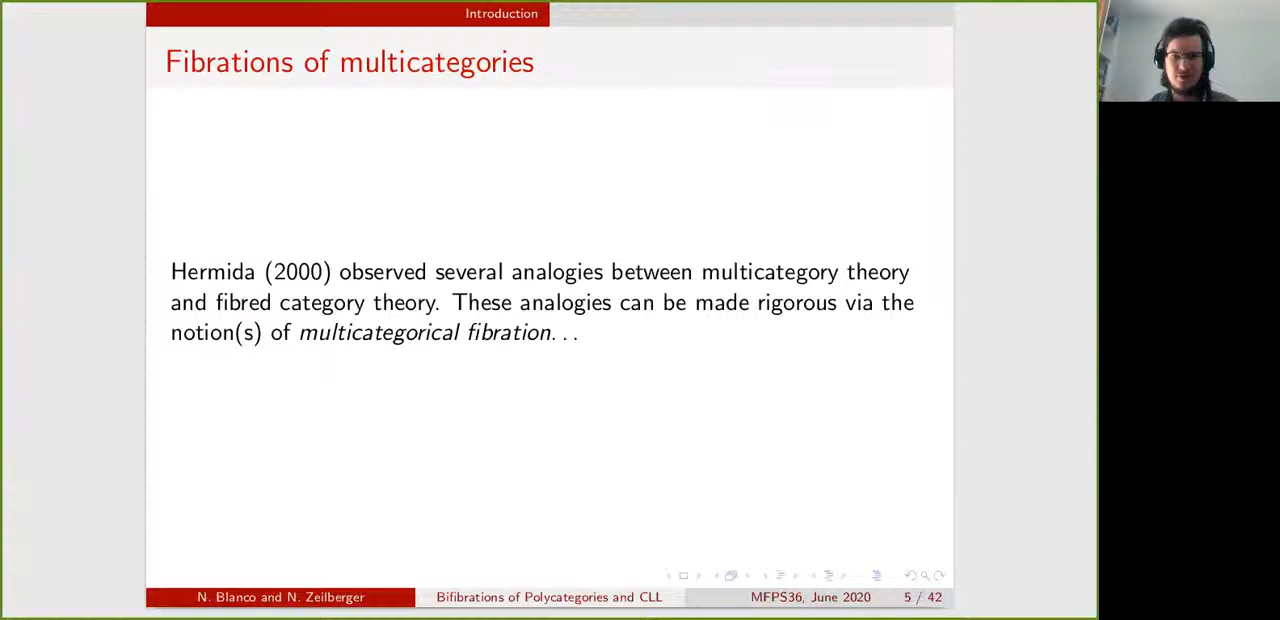 Introduction
Fibrations of multicategories
Hermida (2000) observed several analogies between multicategory theory
and fibred category theory. These analogies can be made rigorous via the
notion(s) of multicategorical fibration...
N. Blanco and N. Zeilberger
Bifibrations of Polycategories and CLL
MFPS36, June 2020
5 / 42